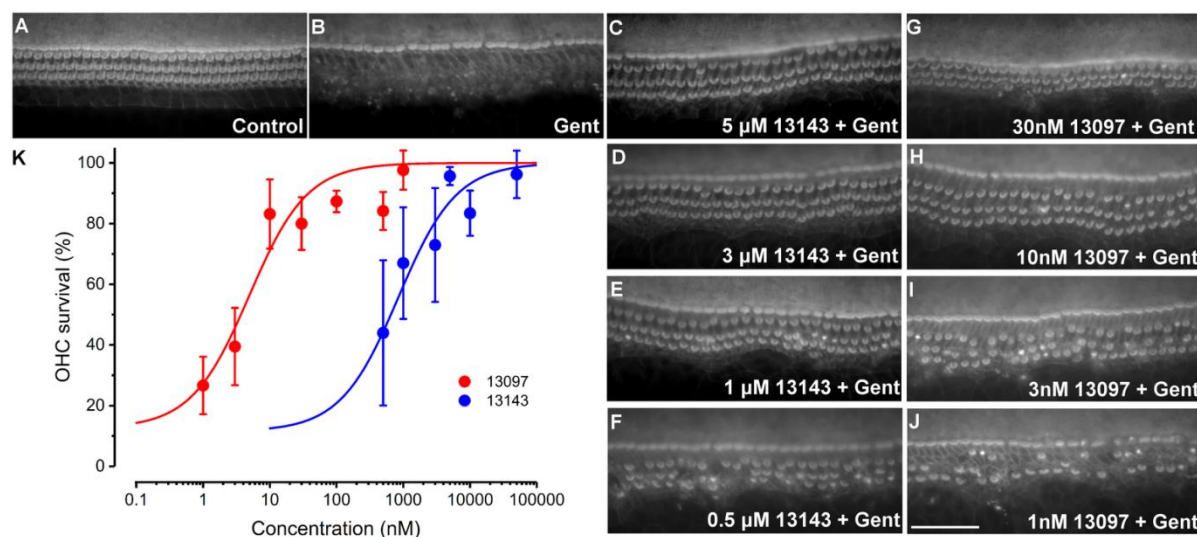 A
Control
B
Gent
C
5 µM 13143 + Gent
G
30nM 13097 + Gent
D
3 µM 13143 + Gent
H
10nM 13097 + Gent
E
1 µM 13143 + Gent
I
3nM 13097 + Gent
F
0.5 µM 13143 + Gent
J
1nM 13097 + Gent
K
OHC survival (%)
100
80
60
40
20
0
13097
13143
0.1 1 10 100 1000 10000 100000
Concentration (nM)